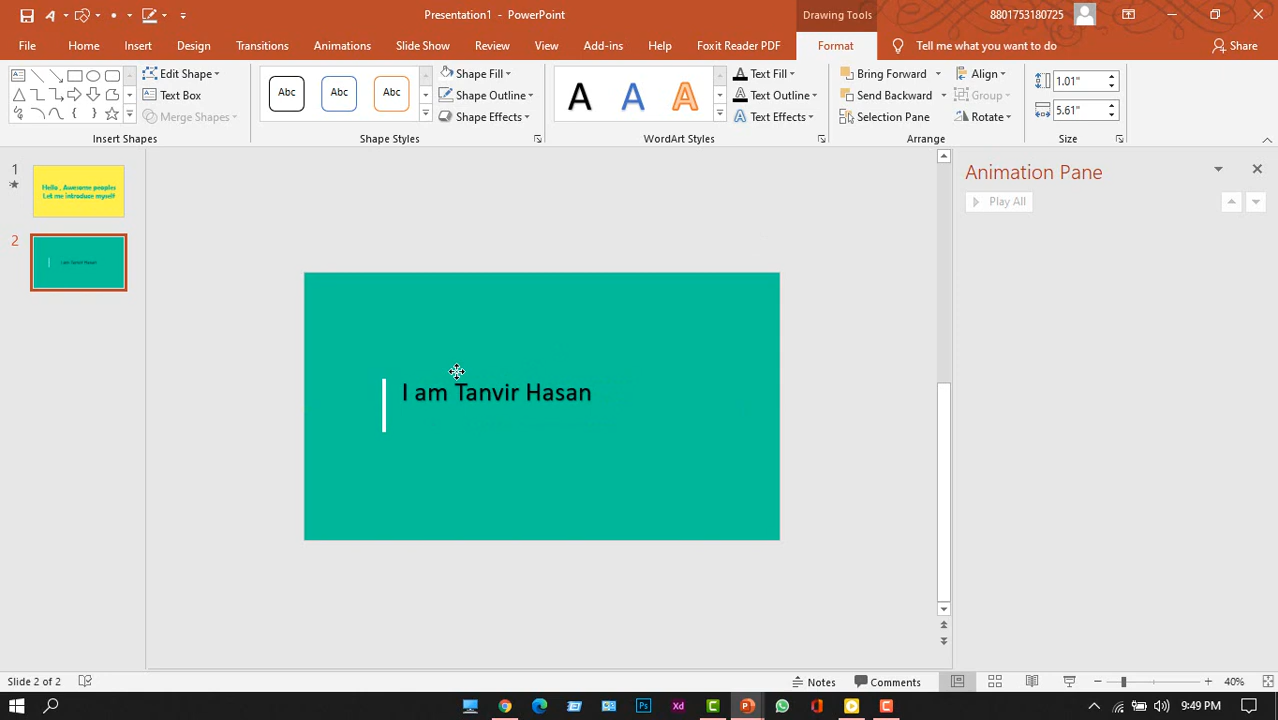 Presentation1 - PowerPoint
Drawing Tools
8801753180725
File
Home
Insert
Design
Transitions
Animations
Slide Show
Review
View
Add-ins
Help
Foxit Reader PDF
Format
Tell me what you want to do
Share
Edit Shape
Text Box
Merge Shapes
Insert Shapes
Abc
Abc
Abc
Shape Fill
Shape Outline
Shape Effects
Shape Styles
A A A
Text Fill
Text Outline
Text Effects
WordArt Styles
Bring Forward
Send Backward
Selection Pane
Align
Group
Rotate
Arrange
1.01"
5.61"
Size
1
Hello , Awesome peoples
Let me introduce myself
2
I am Tanvir Hasan
I am Tanvir Hasan
Animation Pane
Play All
Slide 2 of 2
Notes
Comments
40%
Ps
Xd
9:49 PM